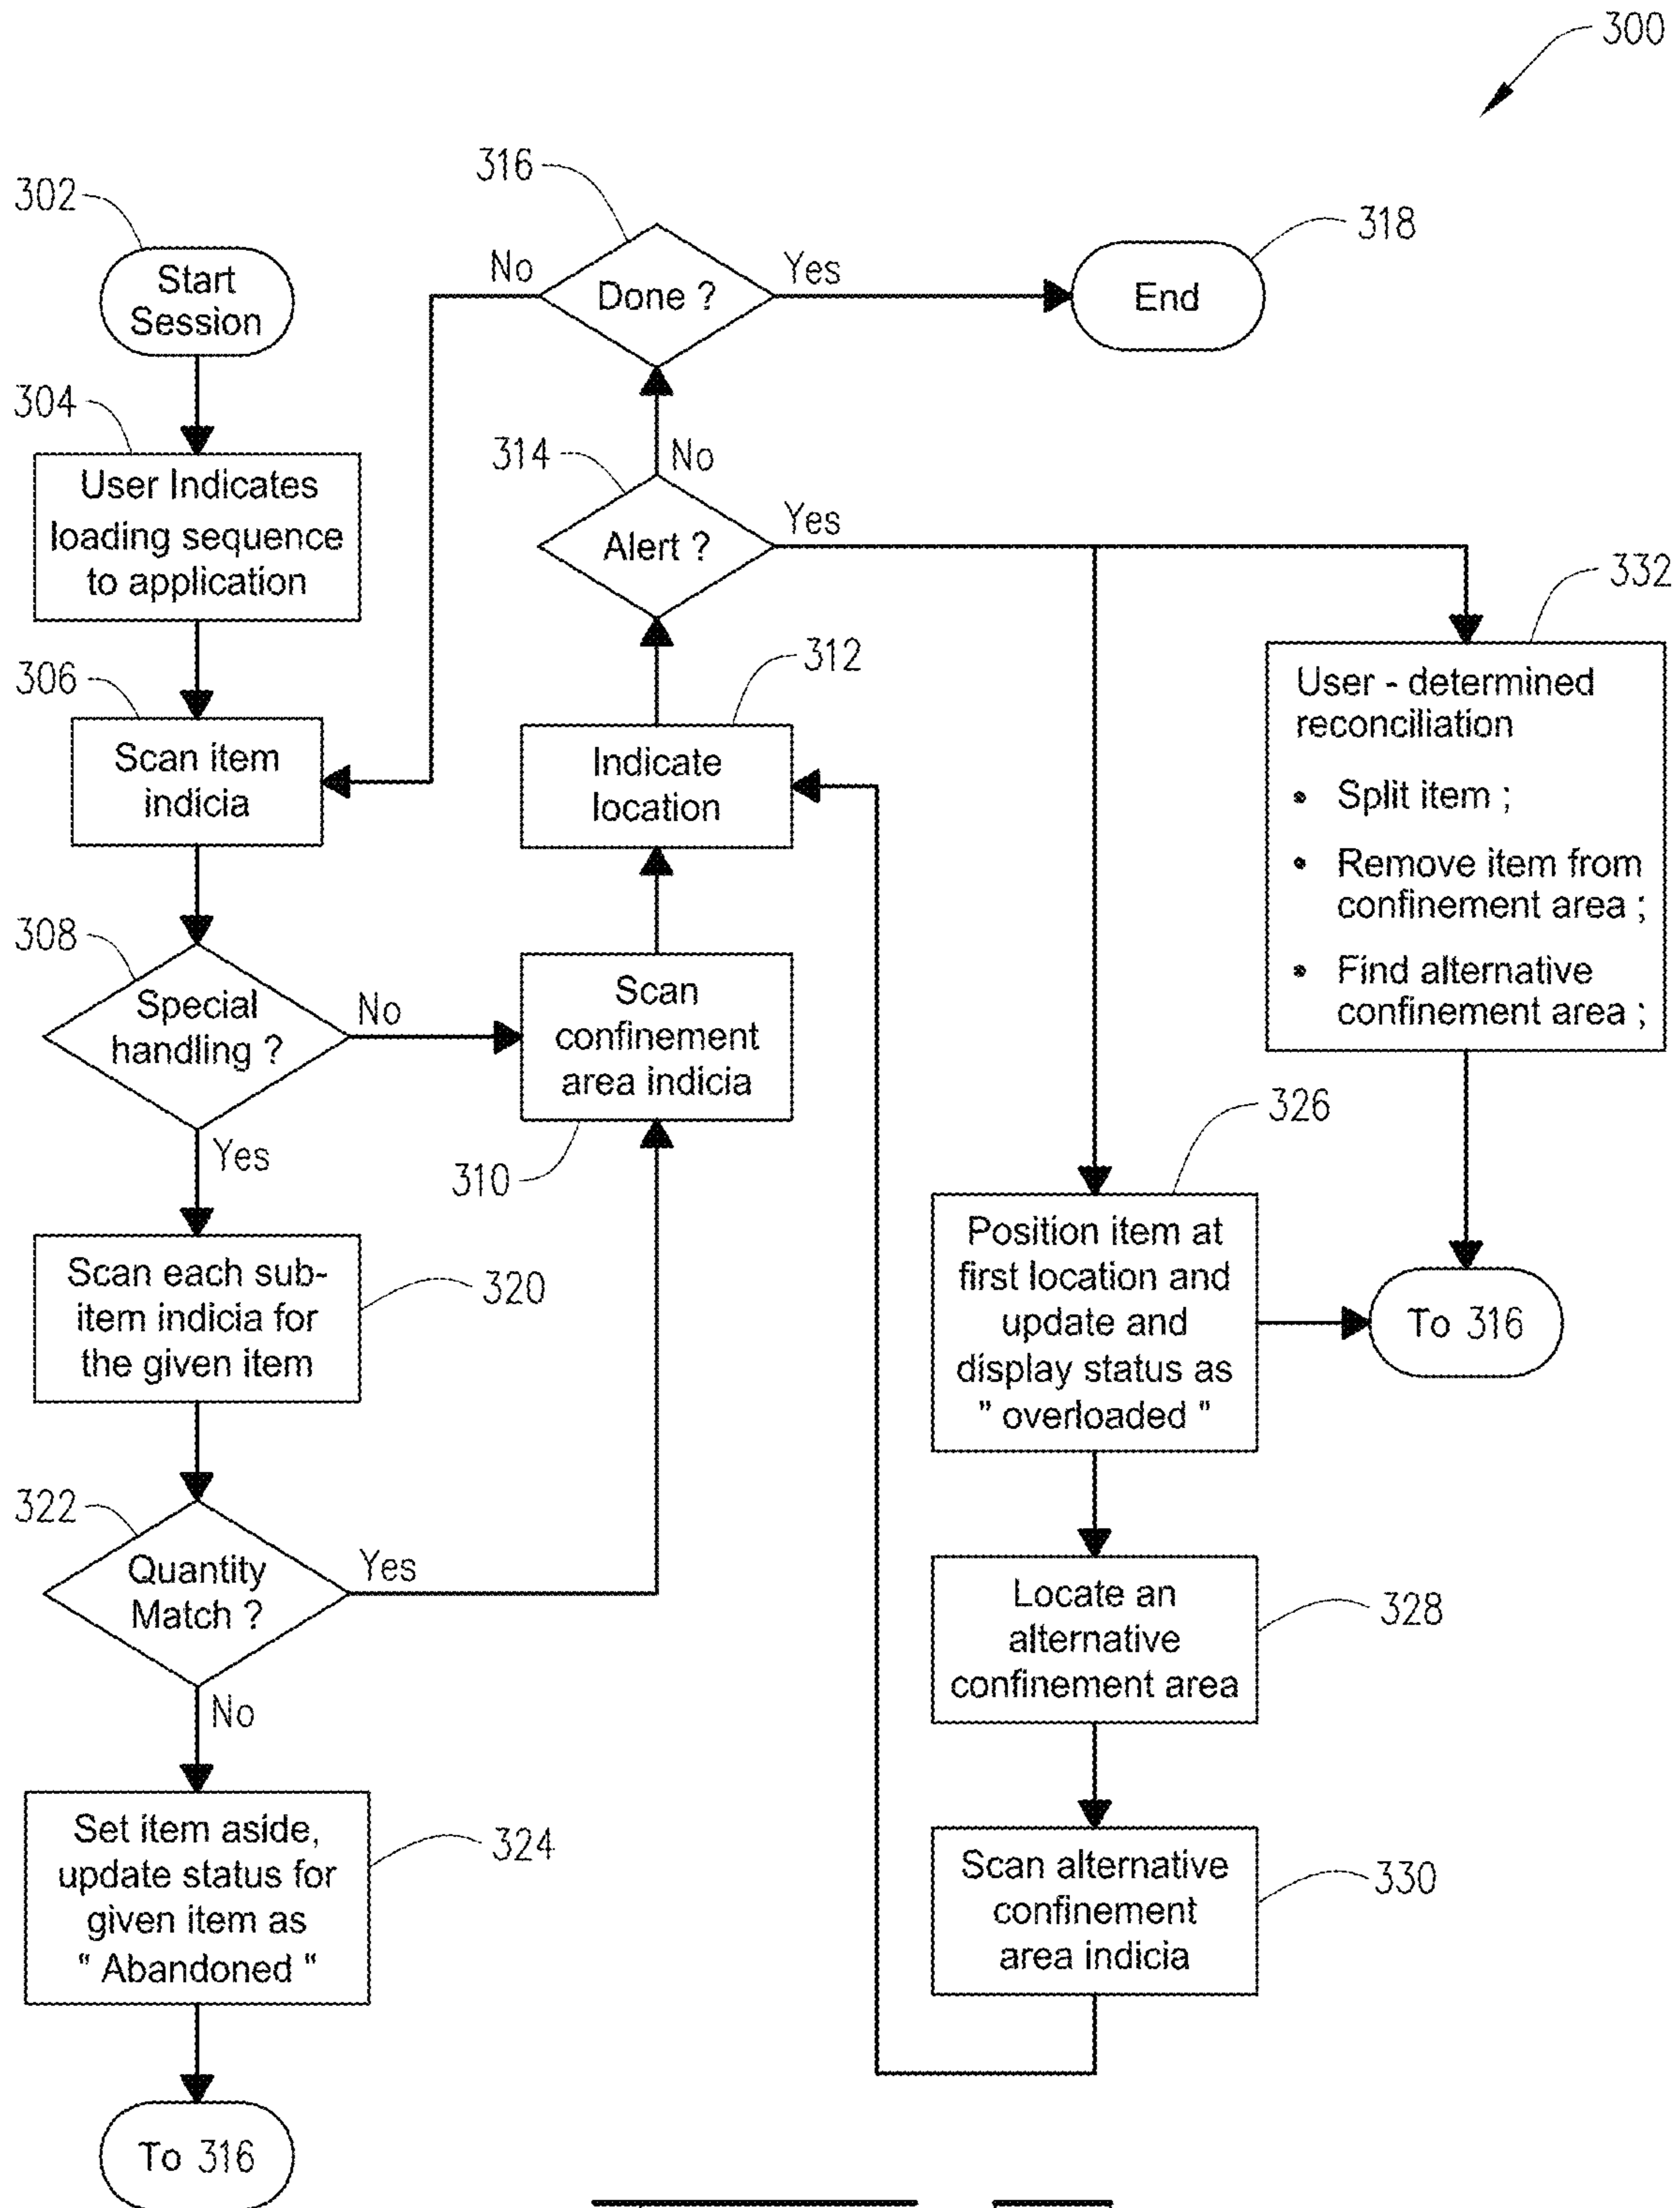 300
316
302
318
Start
Session
No
Done ?
Yes
End
304
User Indicates
loading sequence
to application
314
No
Alert ?
Yes
332
306
Scan item
indicia
312
Indicate
location
User - determined
reconciliation
• Split item ;
• Remove item from
confinement area ;
• Find alternative
confinement area ;
308
Special
handling ?
No
Yes
Scan
confinement
area indicia
310
326
Position item at
first location and
update and
display status as
" overloaded "
To 316
Scan each sub-
item indicia for
the given item
320
322
Quantity
Match ?
Yes
No
Locate an
alternative
confinement area
328
Set item aside,
update status for
given item as
" Abandoned "
324
Scan alternative
confinement
area indicia
330
To 316